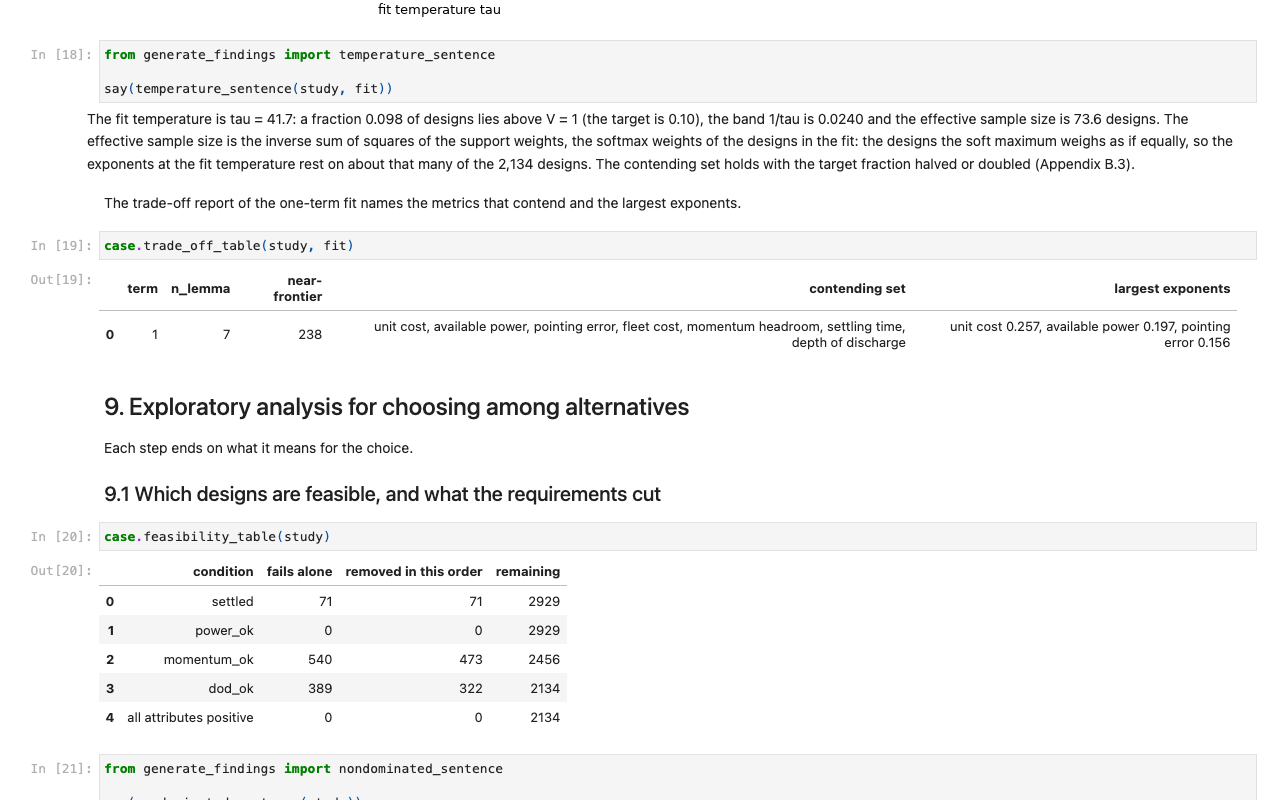 fit temperature tau
In [18]: from generate_findings import temperature_sentence
say(temperature_sentence(study, fit))
The fit temperature is tau = 41.7: a fraction 0.098 of designs lies above V = 1 (the target is 0.10), the band 1/tau is 0.0240 and the effective sample size is 73.6 designs. The
effective sample size is the inverse sum of squares of the support weights, the softmax weights of the designs in the fit: the designs the soft maximum weighs as if equally, so the
exponents at the fit temperature rest on about that many of the 2,134 designs. The contending set holds with the target fraction halved or doubled (Appendix B.3).
The trade-off report of the one-term fit names the metrics that contend and the largest exponents.
In [19]: case.trade_off_table(study, fit)
Out[19]:
term n_lemma near-frontier contending set largest exponents
0 1 7 238 unit cost, available power, pointing error, fleet cost, momentum headroom, settling time, depth of discharge unit cost 0.257, available power 0.197, pointing error 0.156
9. Exploratory analysis for choosing among alternatives
Each step ends on what it means for the choice.
9.1 Which designs are feasible, and what the requirements cut
In [20]: case.feasibility_table(study)
Out[20]:
condition fails alone removed in this order remaining
0 settled 71 71 2929
1 power_ok 0 0 2929
2 momentum_ok 540 473 2456
3 dod_ok 389 322 2134
4 all attributes positive 0 0 2134
In [21]: from generate_findings import nondominated_sentence